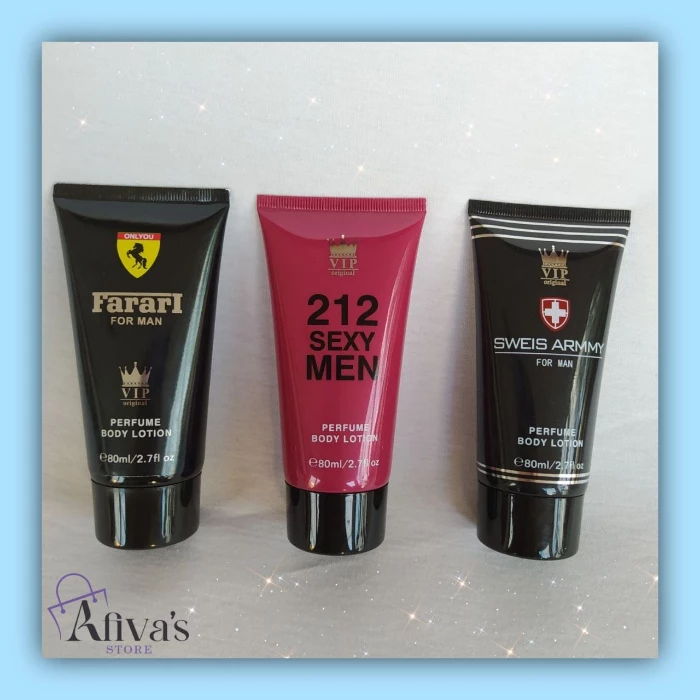 ONLYOU
FararI
FOR MAN
VIP
original
PERFUME
BODY LOTION
℮80ml/2.7fl oz
VIP
original
212
SEXY
MEN
PERFUME
BODY LOTION
℮80ml/2.7fl oz
VIP
original
SWEIS ARMMY
FOR MAN
PERFUME
BODY LOTION
℮80ml/2.7fl oz
Afiva's
STORE